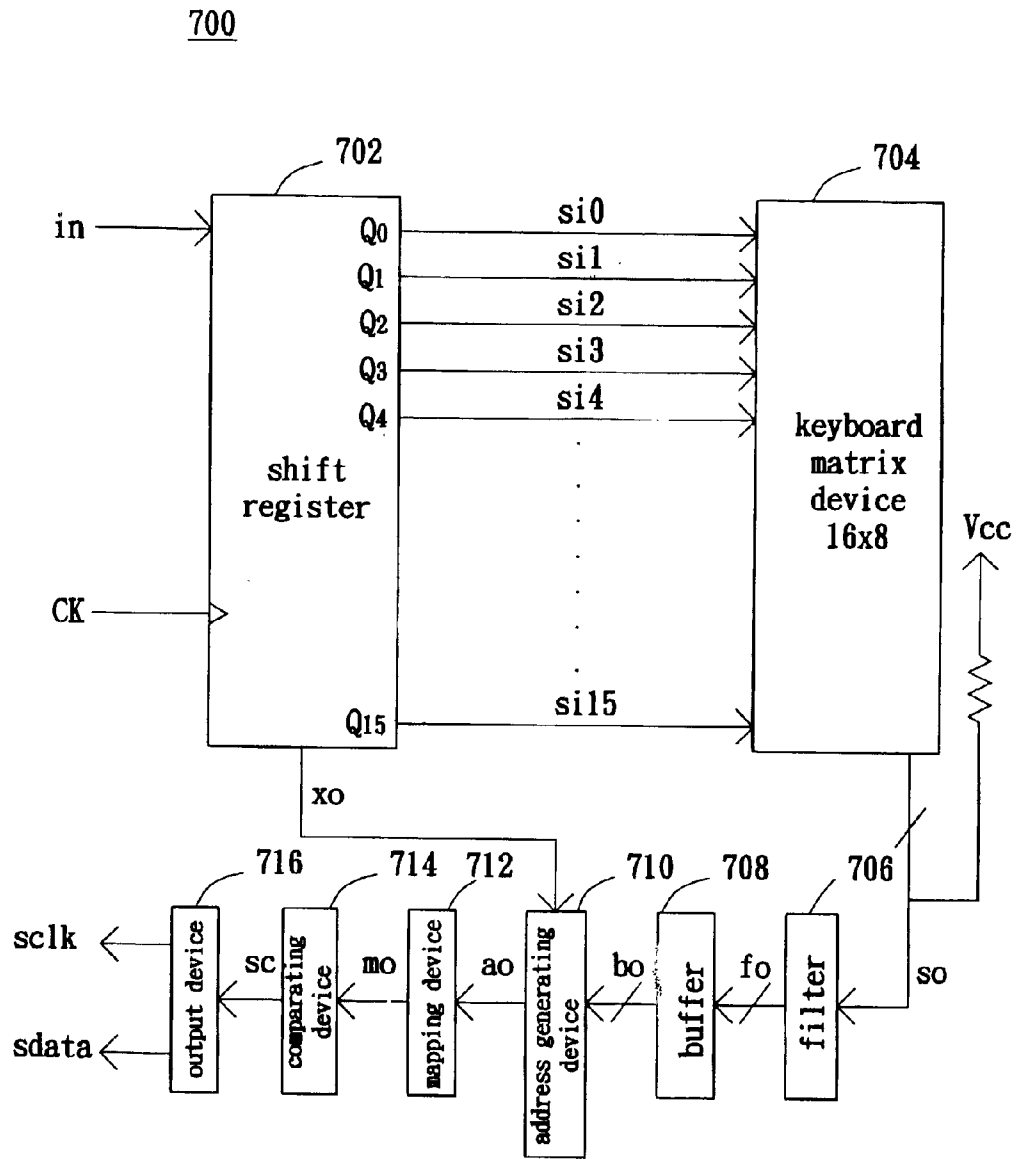 700
702
704
in
Q0
si0
Q1
si1
Q2
si2
Q3
si3
Q4
si4
shift
register
keyboard
matrix
device
16x8
Vcc
CK
Q15
si15
xo
716
714
712
710
708
706
sclk
sdata
output device
sc
comparating
device
mo
mapping device
ao
address generating
device
bo
buffer
fo
filter
so